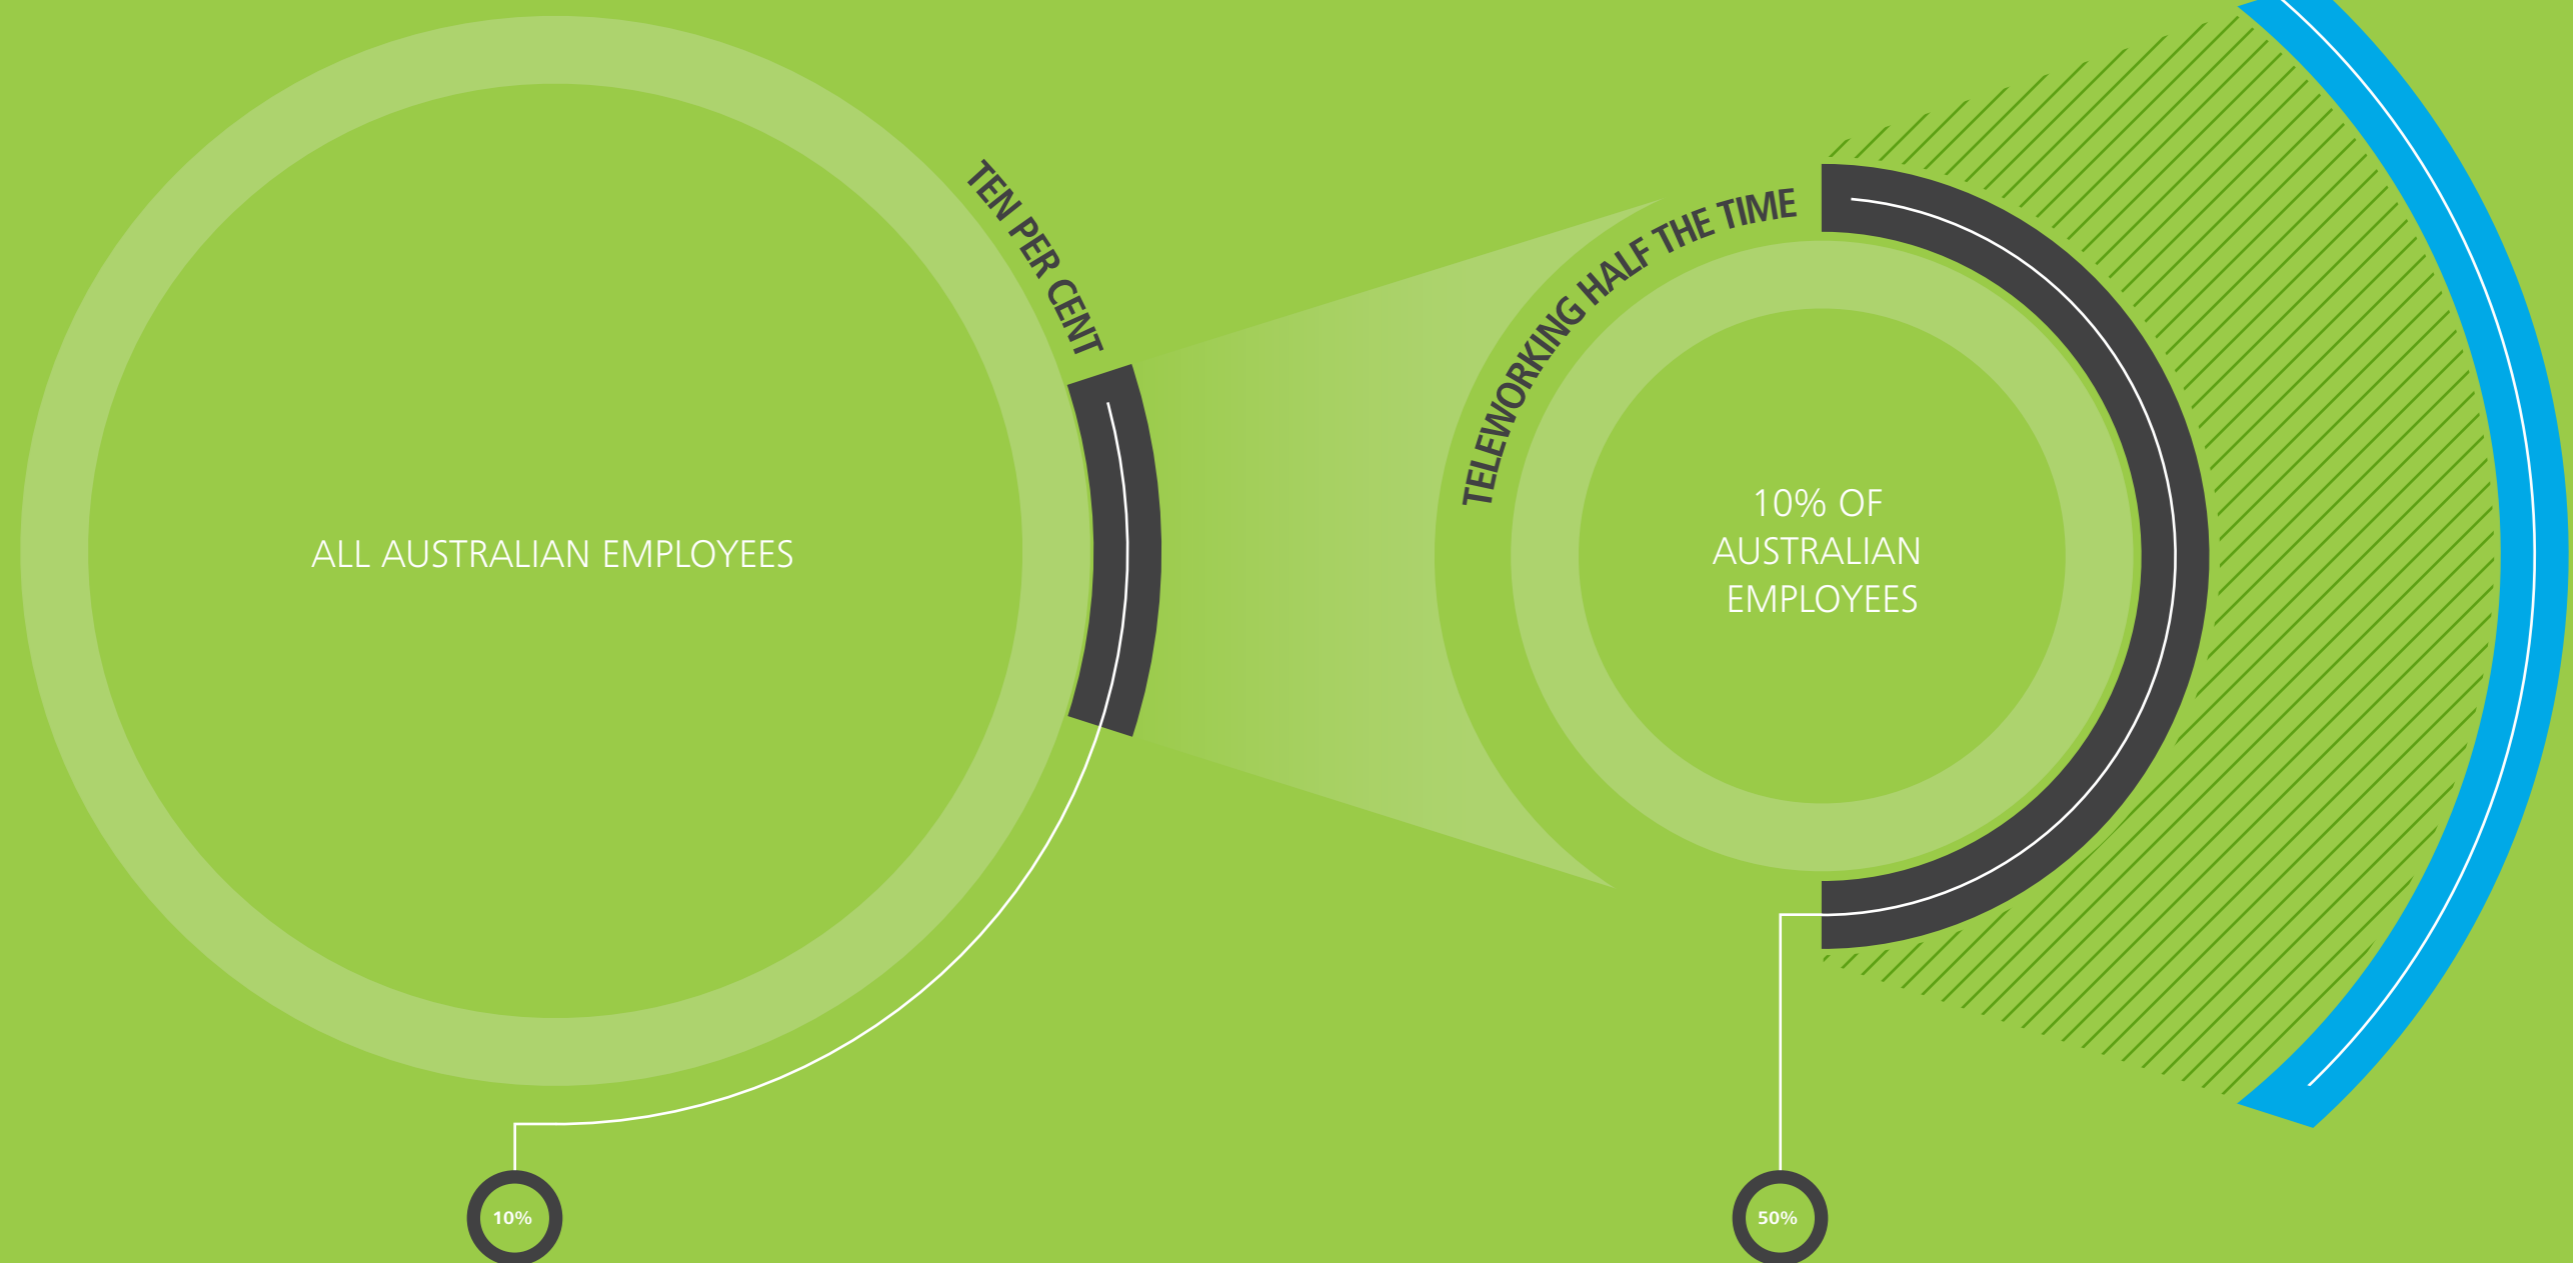 TEN PER CENT
ALL AUSTRALIAN EMPLOYEES
10%
TELEWORKING HALF THE TIME
10% OF
AUSTRALIAN
EMPLOYEES
50%